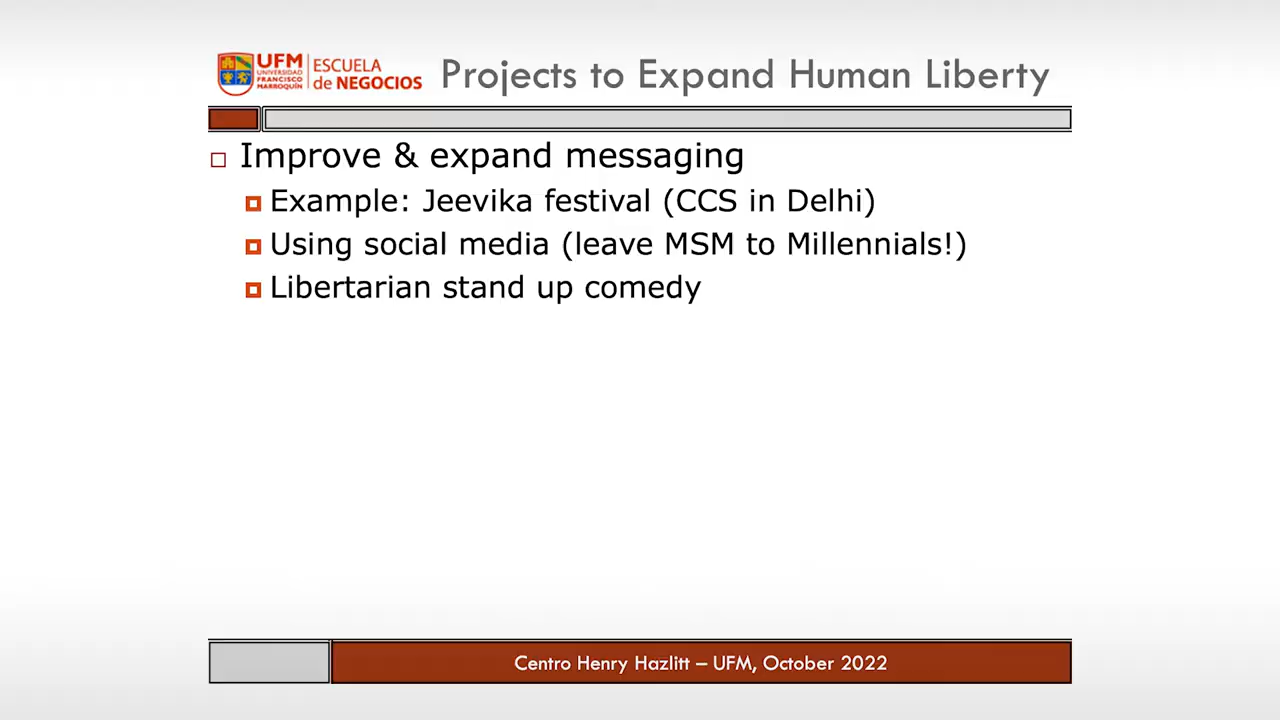 UFM
UNIVERSIDAD
FRANCISCO
MARROQUÍN
ESCUELA
de NEGOCIOS
Projects to Expand Human Liberty
Improve & expand messaging
Example: Jeevika festival (CCS in Delhi)
Using social media (leave MSM to Millennials!)
Libertarian stand up comedy
Centro Henry Hazlitt – UFM, October 2022